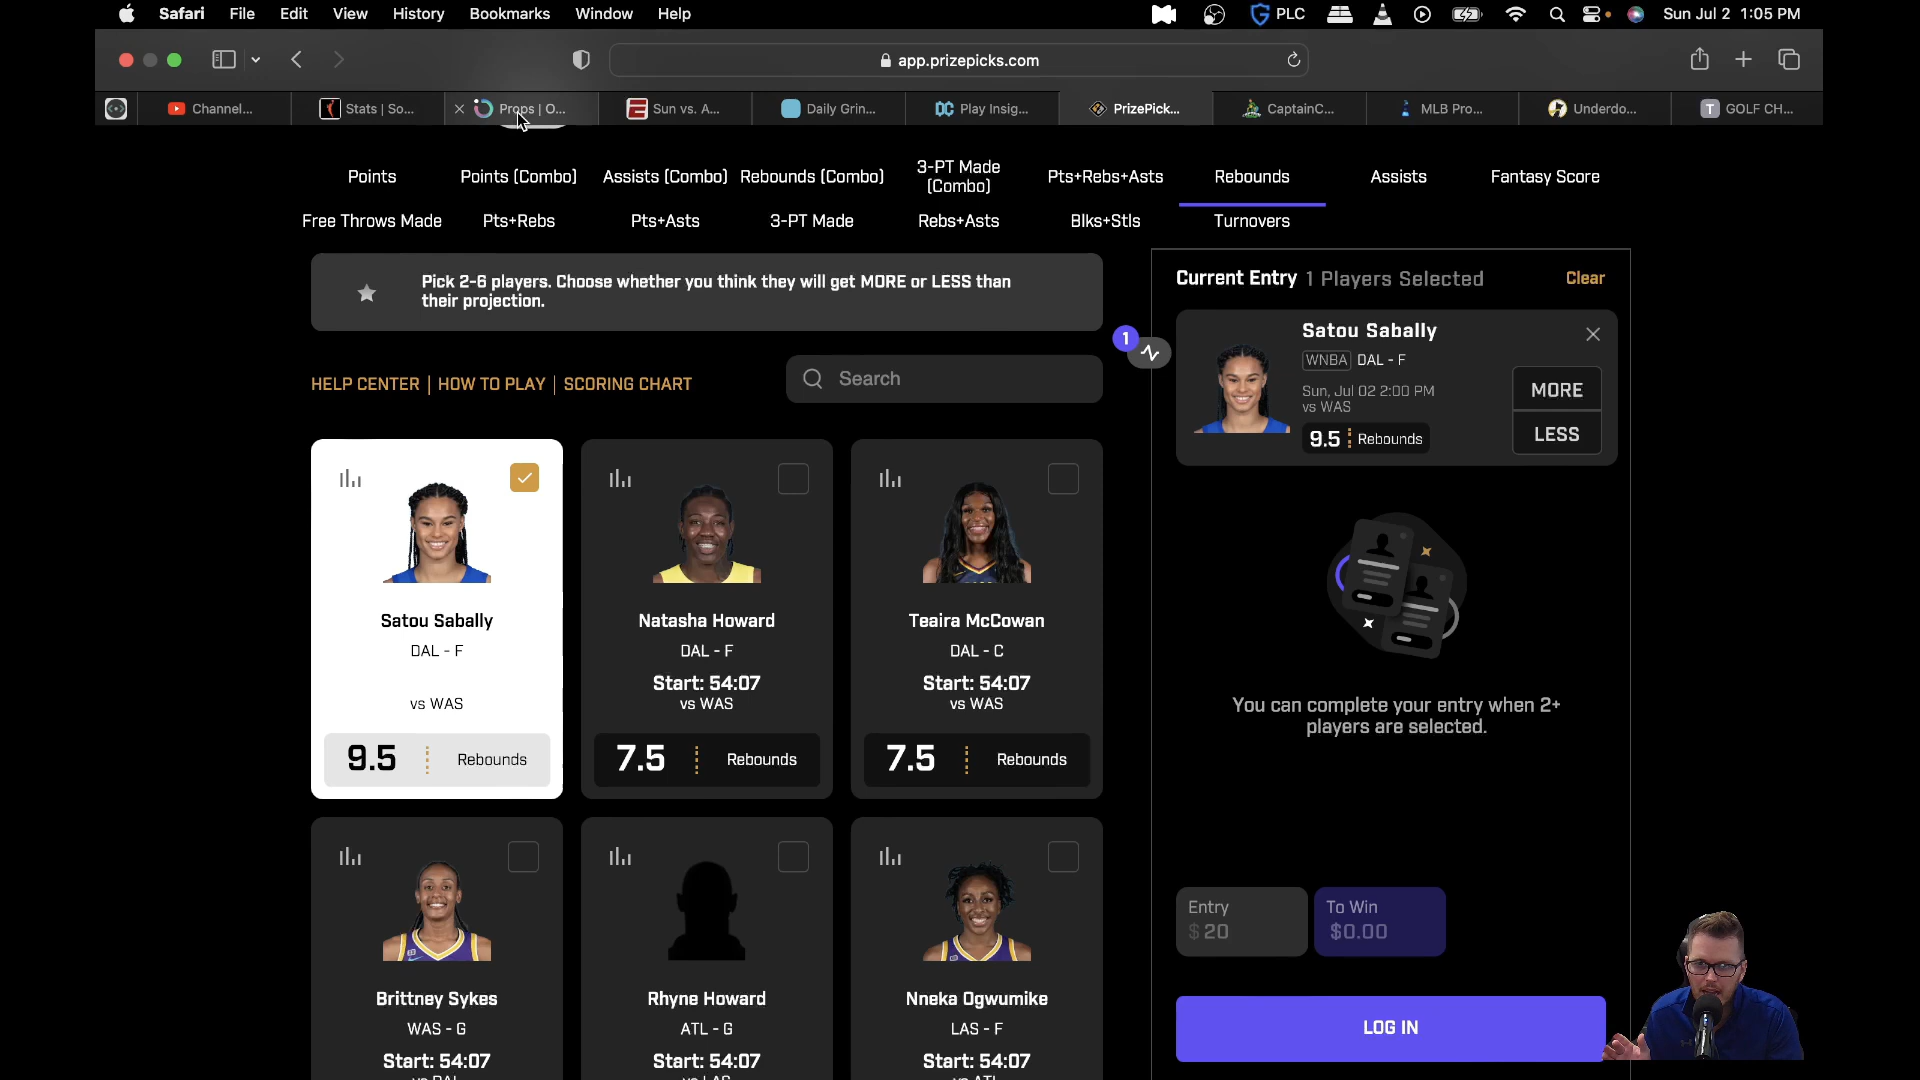 Safari File Edit View History Bookmarks Window Help PLC Sun Jul 2 1:05 PM
app.prizepicks.com
Channel... Stats | So... Props | O... Sun vs. A... Daily Grin... Play Insig... PrizePick... CaptainC... MLB Pro... Underdo... GOLF CH...
Points Points (Combo) Assists (Combo) Rebounds (Combo) 3-PT Made (Combo) Pts+Rebs+Asts Rebounds Assists Fantasy Score
Free Throws Made Pts+Rebs Pts+Asts 3-PT Made Rebs+Asts Blks+Stls Turnovers
Pick 2-6 players. Choose whether you think they will get MORE or LESS than
their projection.
HELP CENTER | HOW TO PLAY | SCORING CHART
Search
Satou Sabally
DAL - F
vs WAS
9.5 Rebounds
Natasha Howard
DAL - F
Start: 54:07
vs WAS
7.5 Rebounds
Teaira McCowan
DAL - C
Start: 54:07
vs WAS
7.5 Rebounds
Brittney Sykes
WAS - G
Start: 54:07
Rhyne Howard
ATL - G
Start: 54:07
Nneka Ogwumike
LAS - F
Start: 54:07
Current Entry 1 Players Selected Clear
1
Satou Sabally
WNBA DAL - F
Sun, Jul 02 2:00 PM
vs WAS
9.5 Rebounds
MORE
LESS
You can complete your entry when 2+
players are selected.
Entry
$ 20
To Win
$0.00
LOG IN